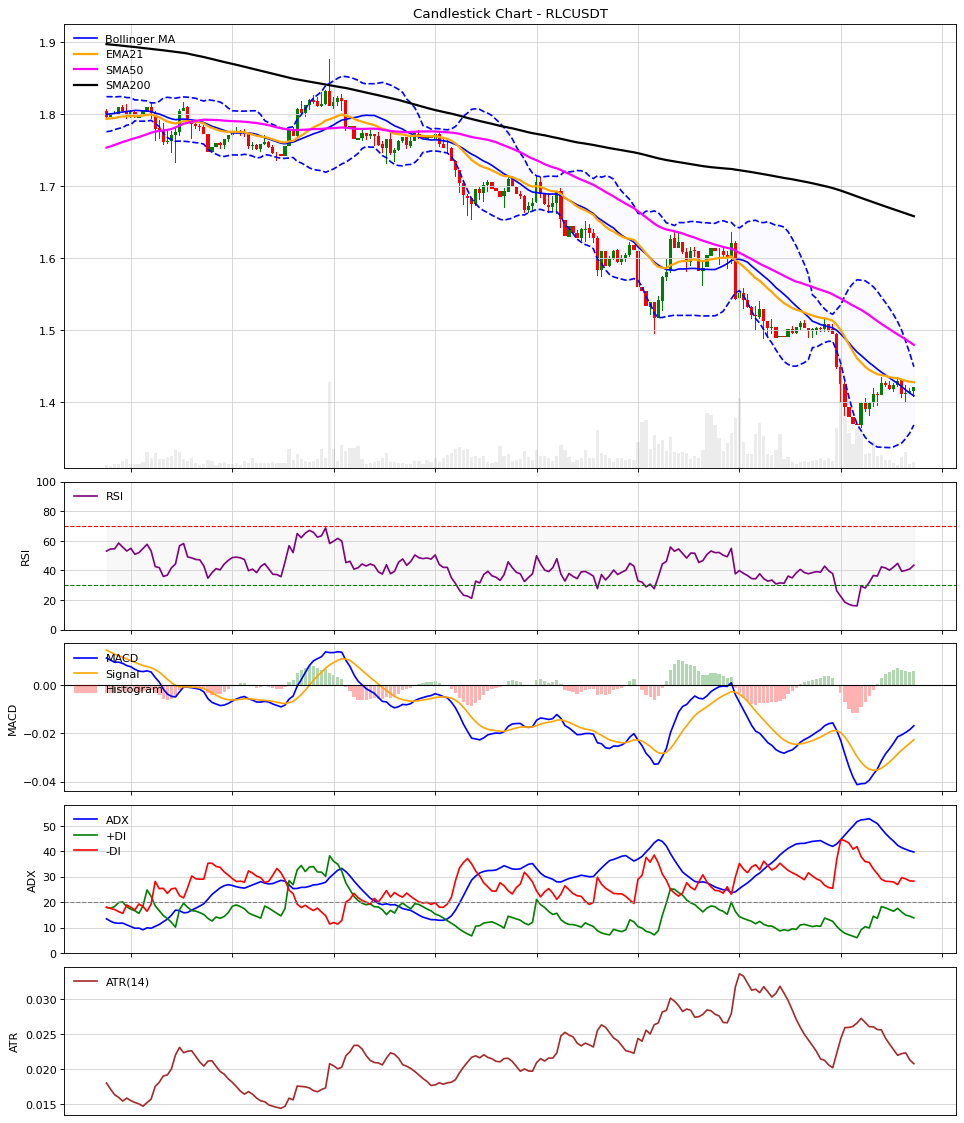 Candlestick Chart - RLCUSDT
Bollinger MA
EMA21
SMA50
SMA200
1.9
1.8
1.7
1.6
1.5
1.4
RSI
RSI
100
80
60
40
20
0
MACD
Signal
Histogram
MACD
0.00
−0.02
−0.04
ADX
+DI
-DI
ADX
50
40
30
20
10
0
ATR(14)
ATR
0.030
0.025
0.020
0.015